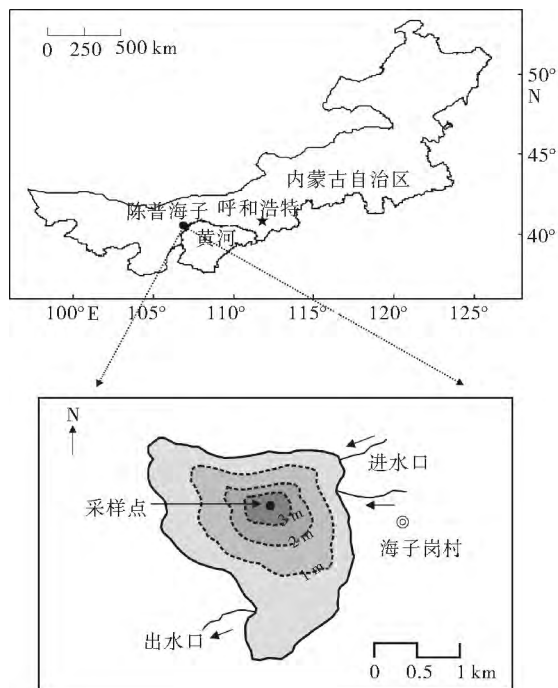 0 250 500 km
50°
N
45°
内蒙古自治区
陈普海子 呼和浩特
黄河
40°
100°E 105° 110° 115° 120° 125°
N
进水口
采样点
3 m
2 m
1 m
海子岗村
出水口
0 0.5 1 km